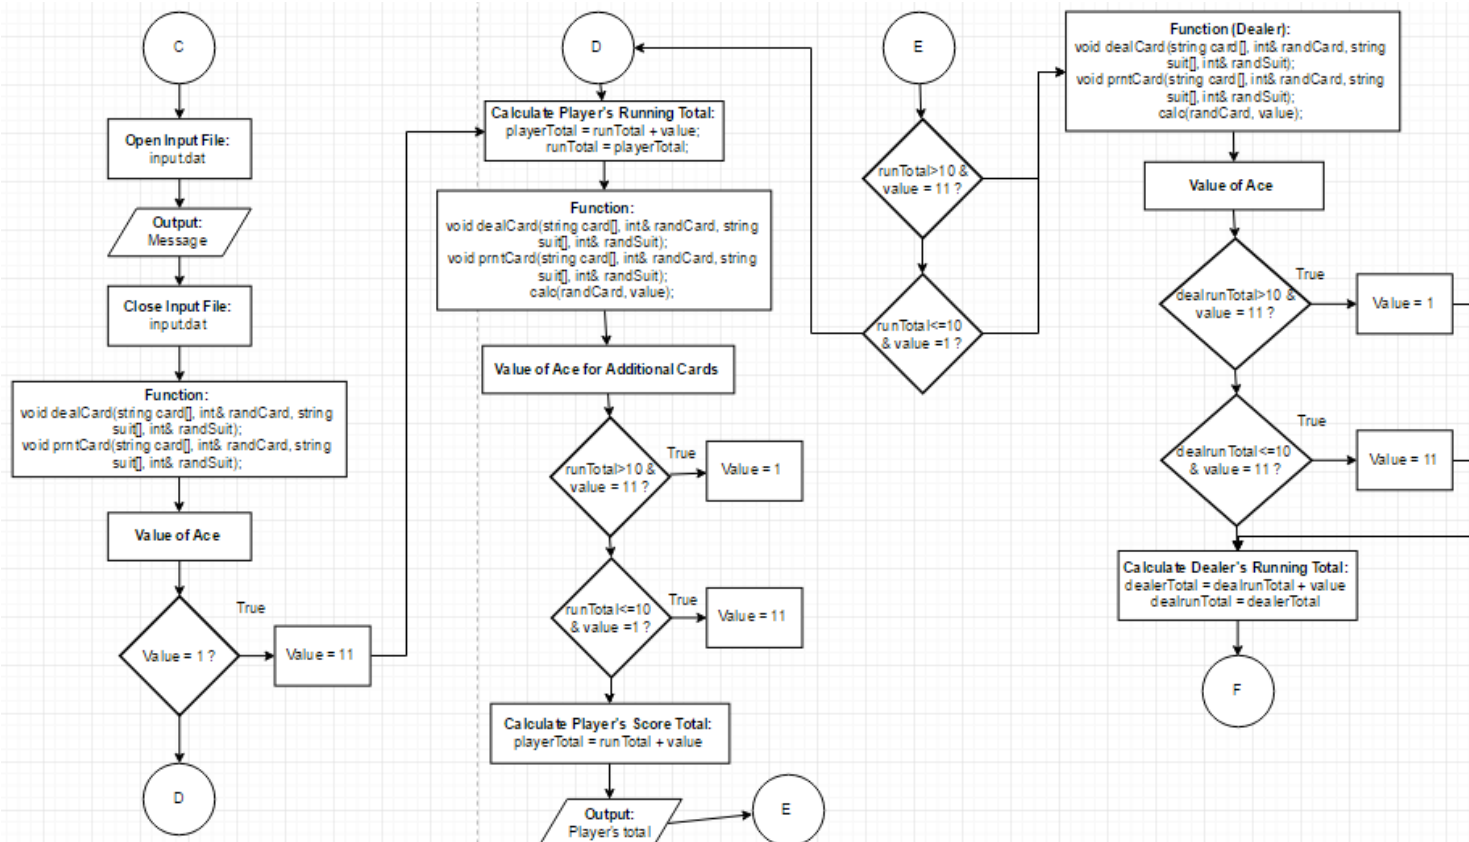 C
Open Input File:
input.dat
Output:
Message
Close Input File:
input.dat
Function:
void dealCard(string card[], int& randCard, string
suit[], int& randSuit);
void prntCard(string card[], int& randCard, string
suit[], int& randSuit);
Value of Ace
Value = 1 ?
True
Value = 11
D
D
Calculate Player's Running Total:
playerTotal = runTotal + value;
runTotal = playerTotal;
Function:
void dealCard(string card[], int& randCard, string
suit[], int& randSuit);
void prntCard(string card[], int& randCard, string
suit[], int& randSuit);
calc(randCard, value);
Value of Ace for Additional Cards
runTotal>10 &
value = 11 ?
True
Value = 1
runTotal<=10
& value =1 ?
True
Value = 11
Calculate Player's Score Total:
playerTotal = runTotal + value
Output:
Player's total
E
E
runTotal>10 &
value = 11 ?
runTotal<=10
& value =1 ?
Function (Dealer):
void dealCard(string card[], int& randCard, string
suit[], int& randSuit);
void prntCard(string card[], int& randCard, string
suit[], int& randSuit);
calc(randCard, value);
Value of Ace
dealrunTotal>10 &
value = 11 ?
True
Value = 1
dealrunTotal<=10
& value = 11 ?
True
Value = 11
Calculate Dealer's Running Total:
dealerTotal = dealrunTotal + value
dealrunTotal = dealerTotal
F